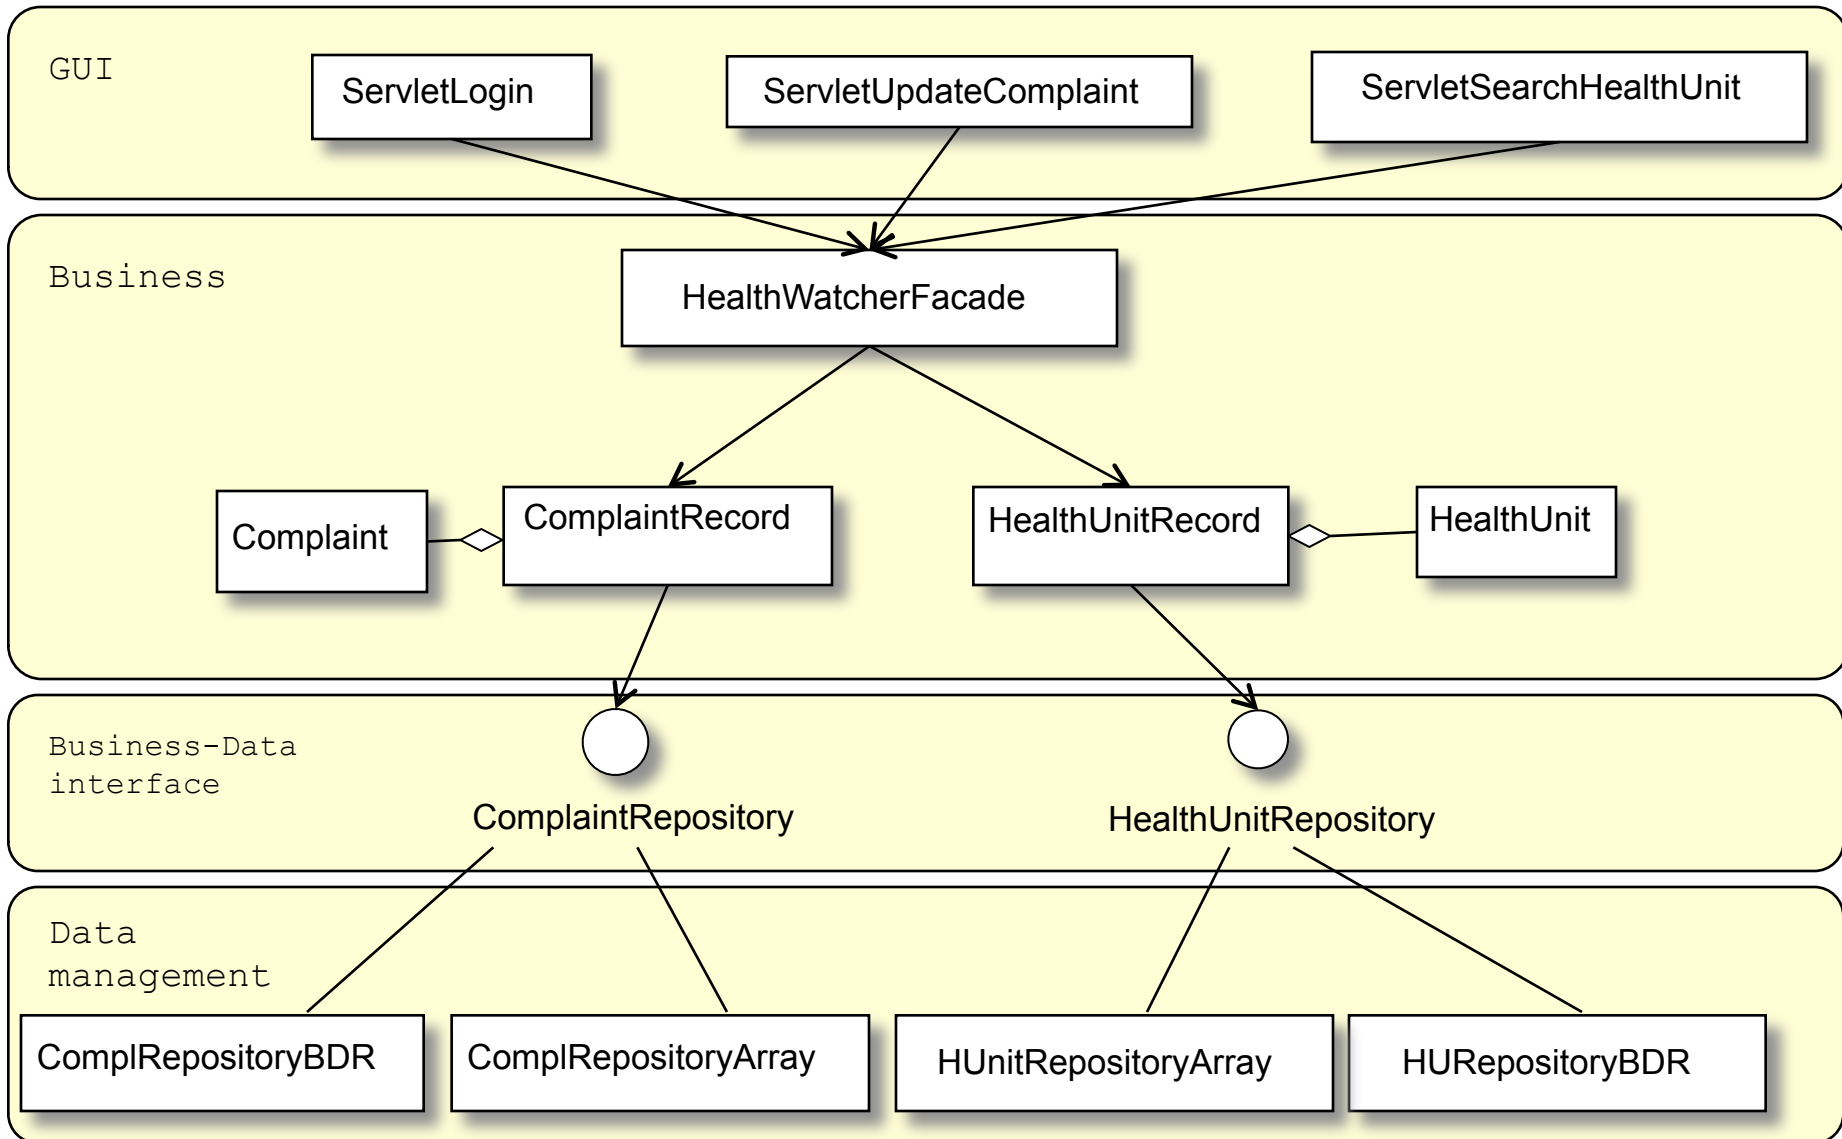 GUI
ServletLogin
ServletUpdateComplaint
ServletSearchHealthUnit
Business
HealthWatcherFacade
Complaint
ComplaintRecord
HealthUnitRecord
HealthUnit
Business-Data
interface
ComplaintRepository
HealthUnitRepository
Data
management
ComplRepositoryBDR
ComplRepositoryArray
HUnitRepositoryArray
HURepositoryBDR